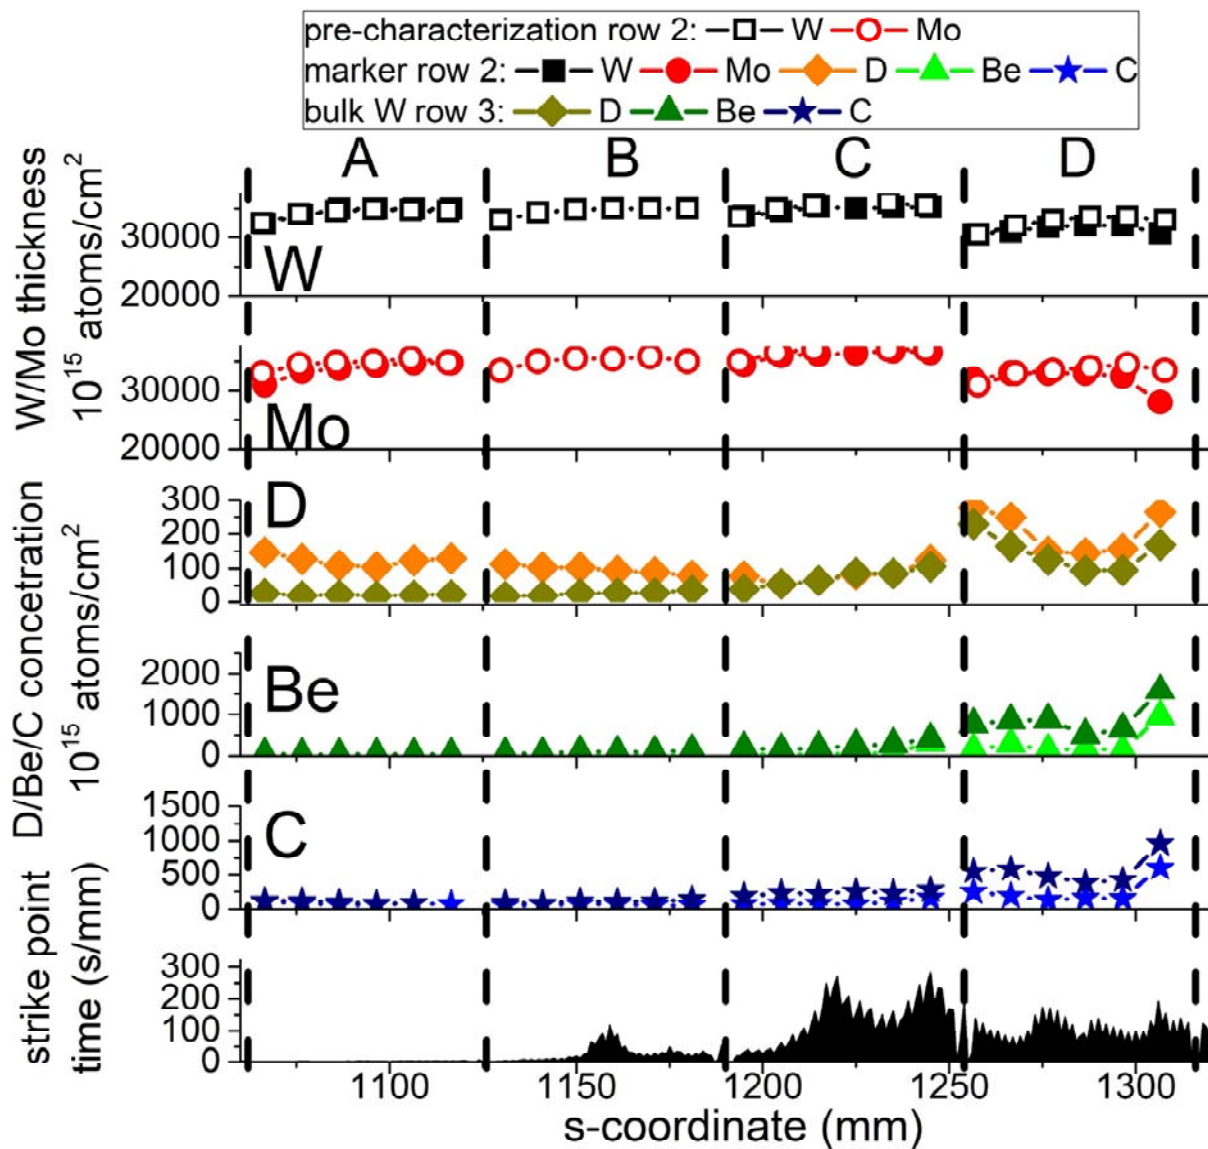 pre-characterization row 2: W Mo
marker row 2: W Mo D Be C
bulk W row 3: D Be C
A B C D
W/Mo thickness
10^15 atoms/cm^2
30000
20000
W
30000
20000
Mo
D/Be/C concetration
10^15 atoms/cm^2
300
200
100
0
D
2000
1000
0
Be
1500
1000
500
0
C
strike point
time (s/mm)
300
200
100
0
1100 1150 1200 1250 1300
s-coordinate (mm)